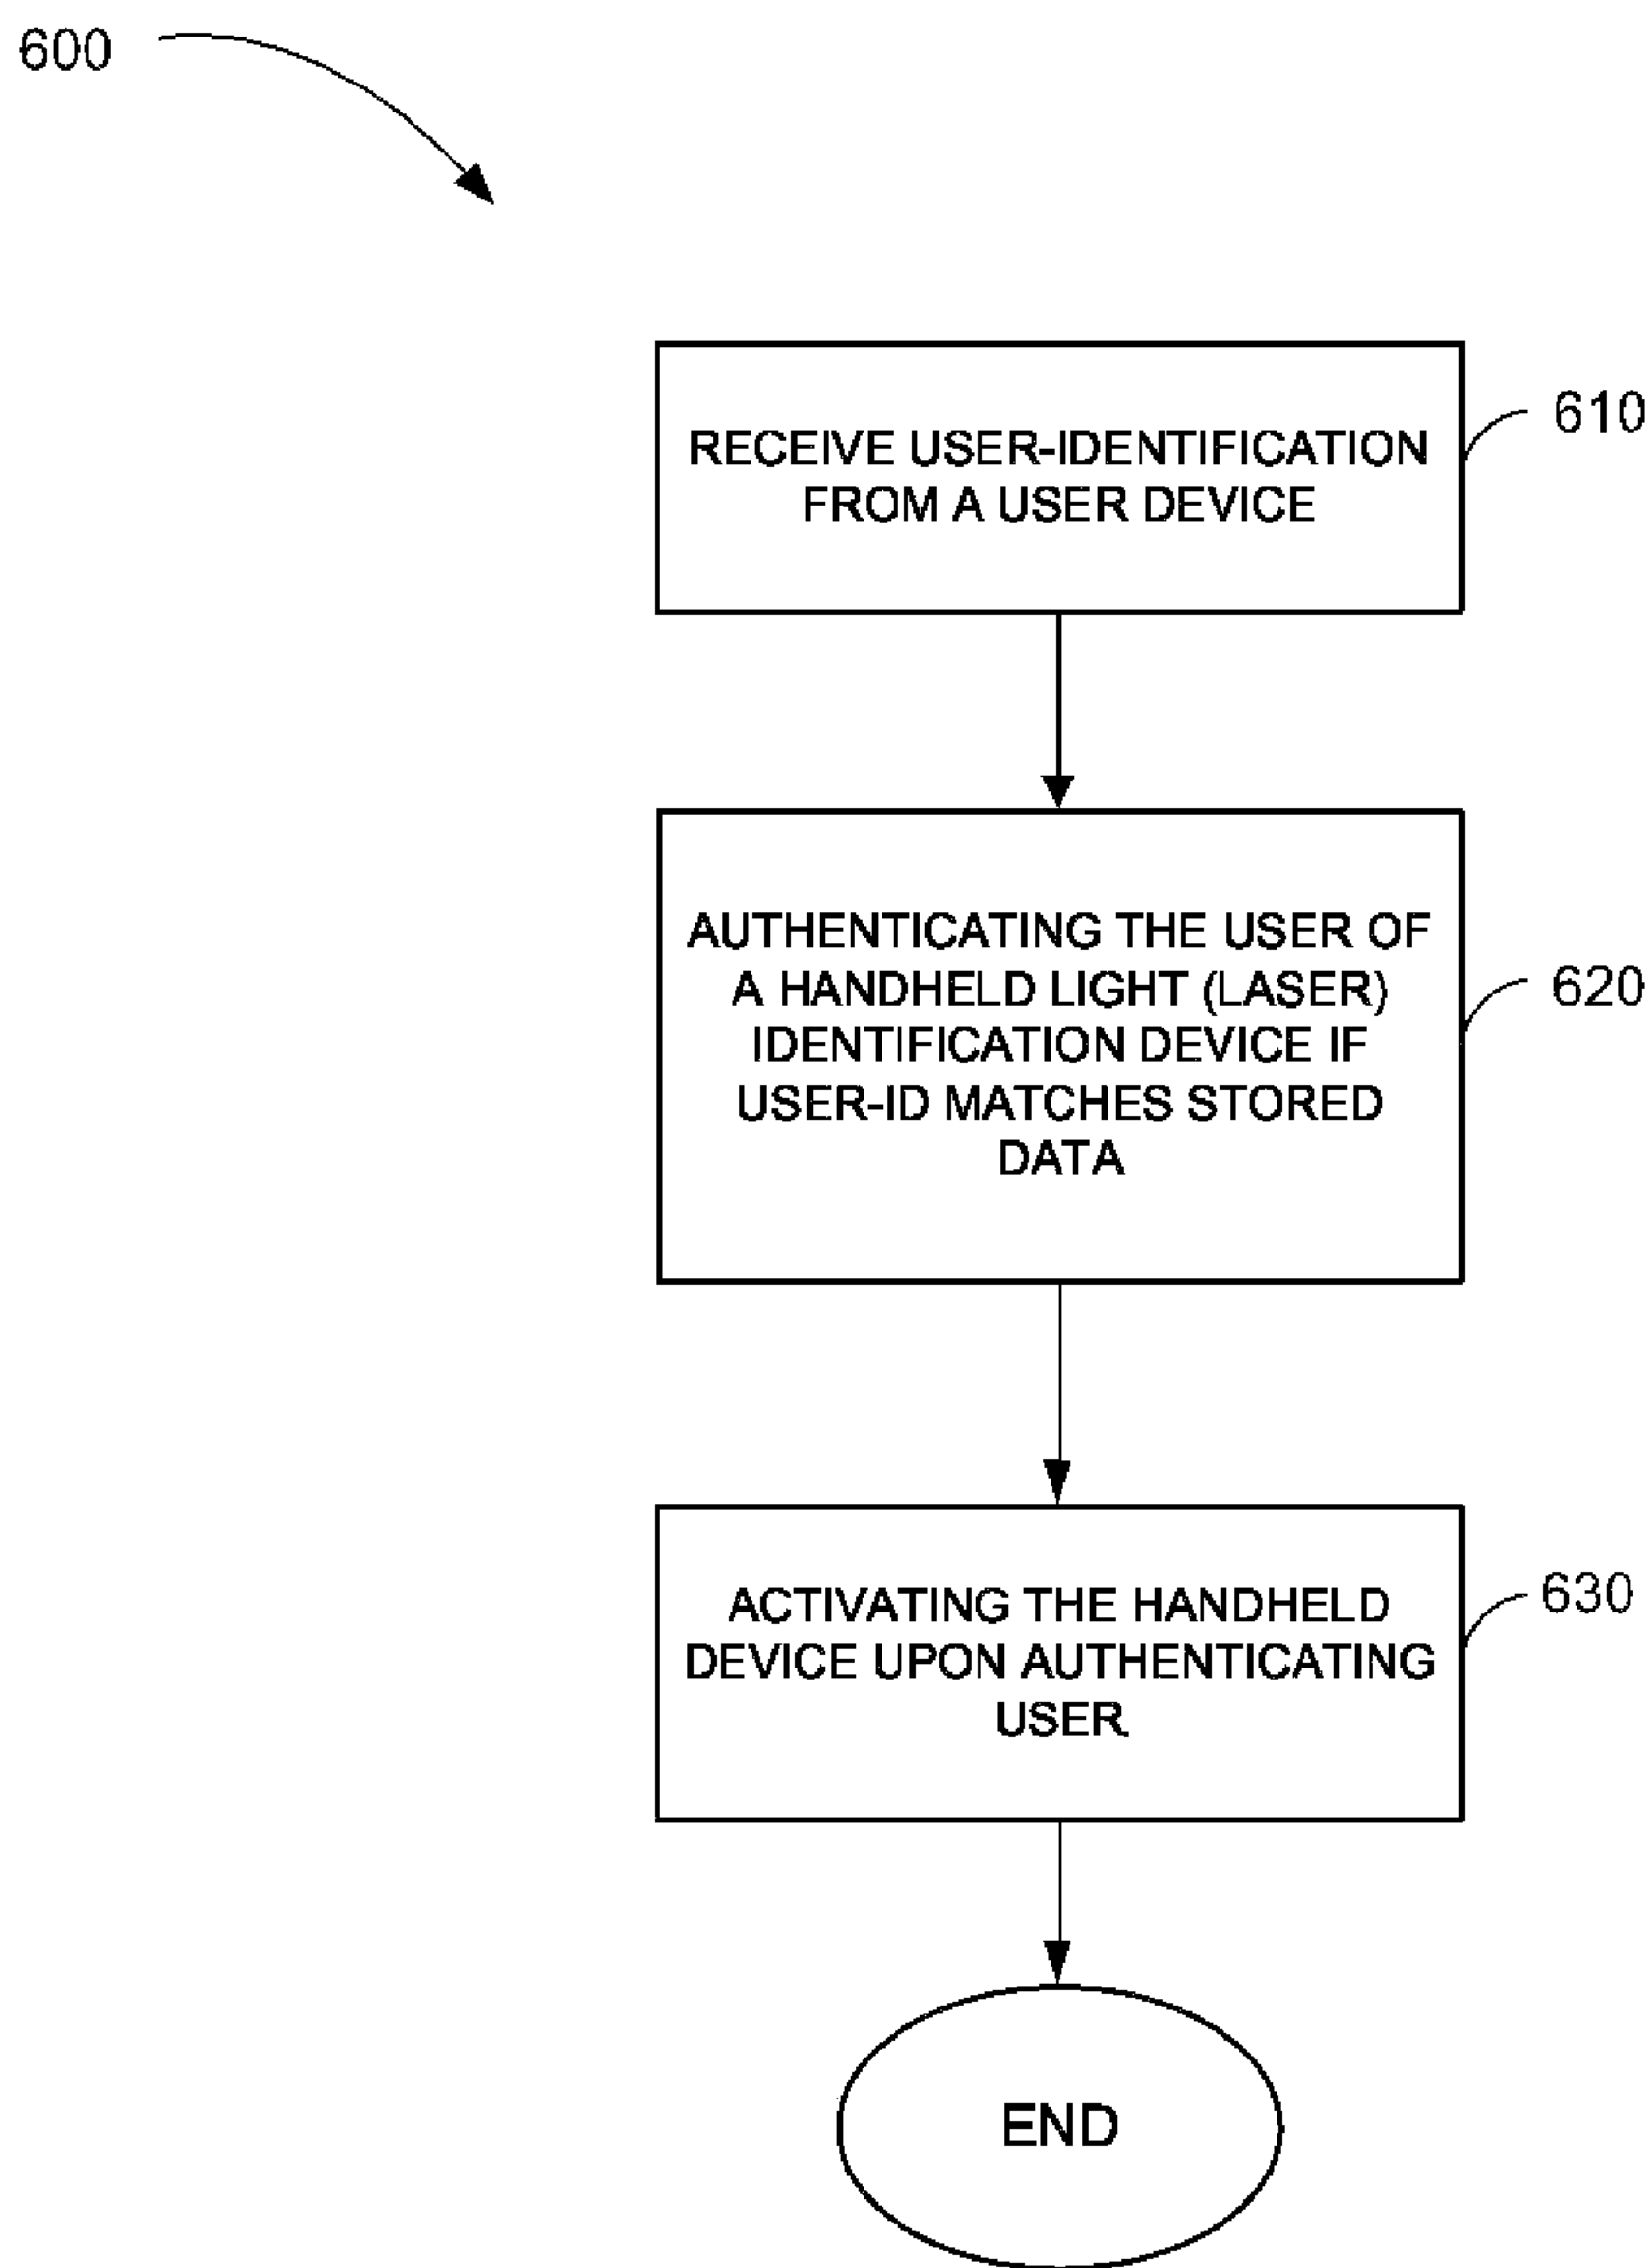 600
RECEIVE USER-IDENTIFICATION
FROM A USER DEVICE
610
AUTHENTICATING THE USER OF
A HANDHELD LIGHT (LASER)
IDENTIFICATION DEVICE IF
USER-ID MATCHES STORED
DATA
620
ACTIVATING THE HANDHELD
DEVICE UPON AUTHENTICATING
USER
630
END